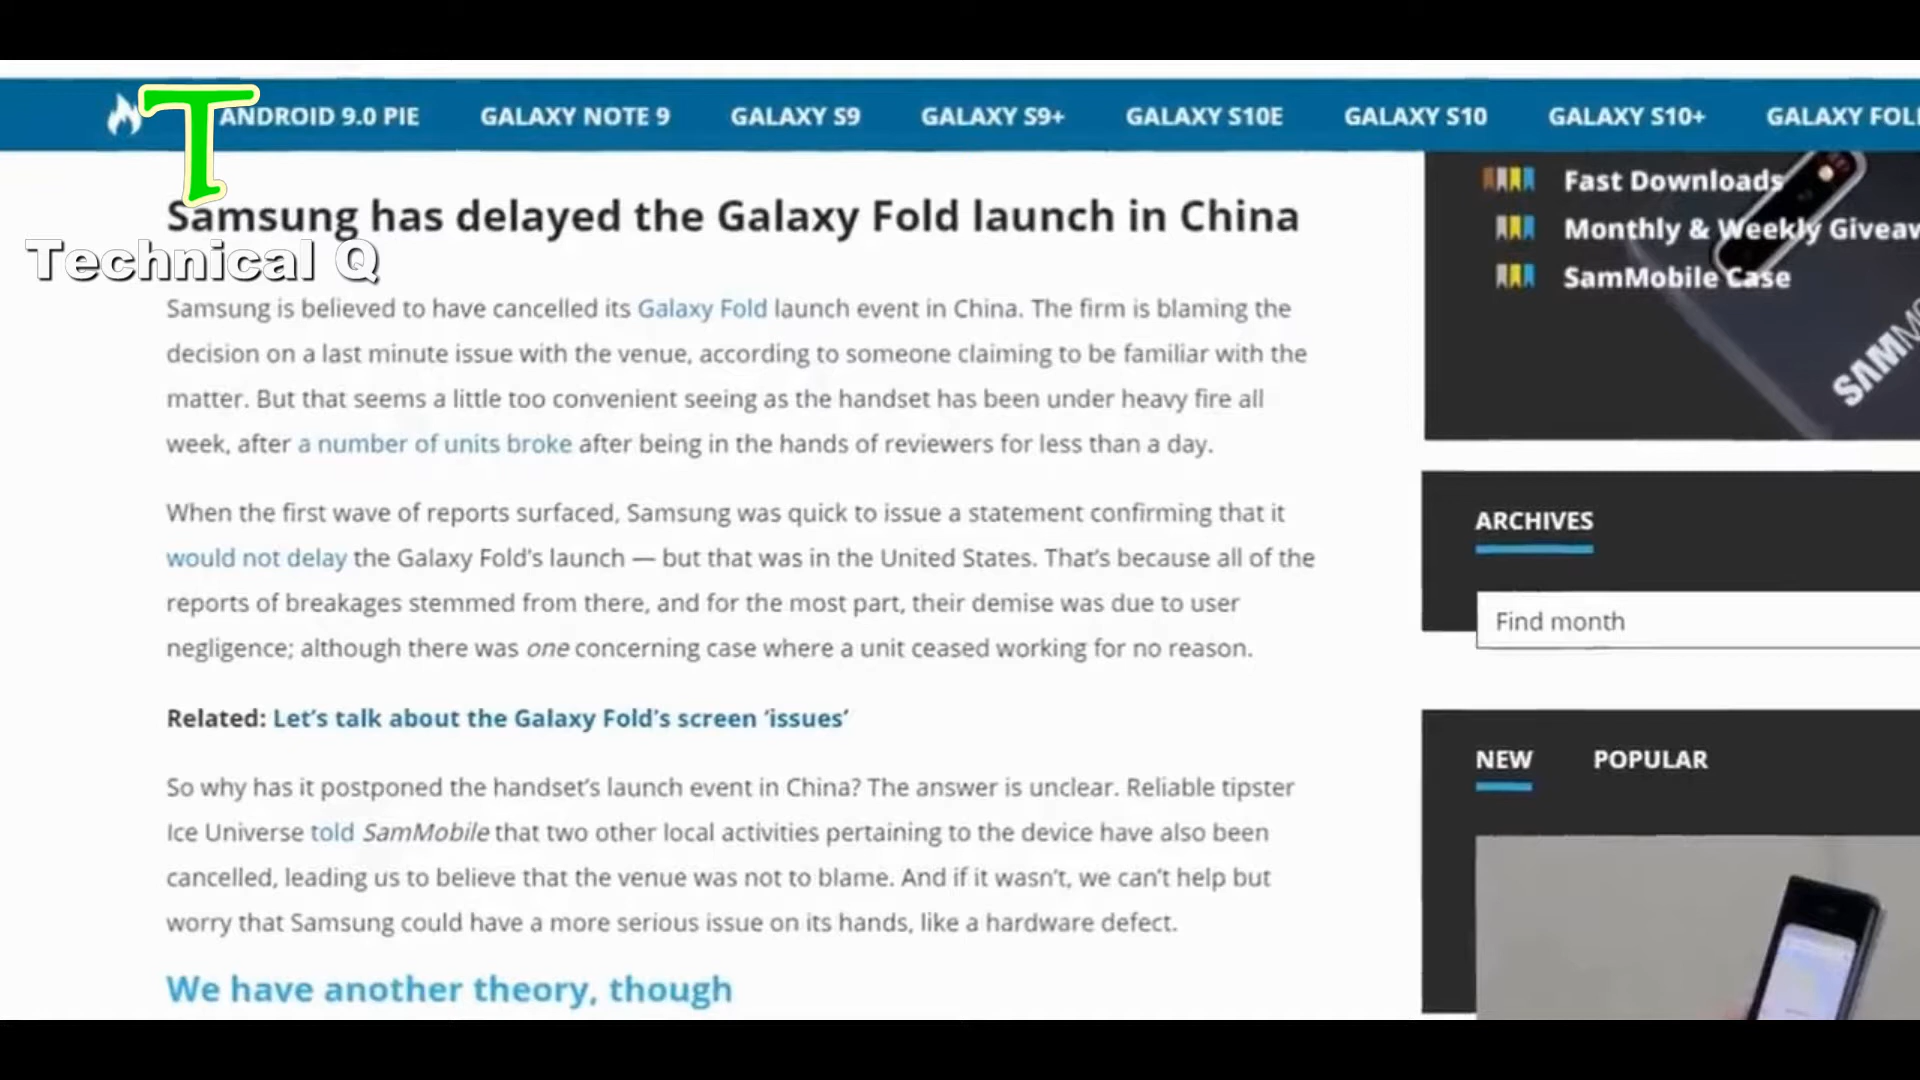 ANDROID 9.0 PIE GALAXY NOTE 9 GALAXY S9 GALAXY S9+ GALAXY S10E GALAXY S10 GALAXY S10+ GALAXY FOL
T
Technical Q
Samsung has delayed the Galaxy Fold launch in China
Samsung is believed to have cancelled its Galaxy Fold launch event in China. The firm is blaming the
decision on a last minute issue with the venue, according to someone claiming to be familiar with the
matter. But that seems a little too convenient seeing as the handset has been under heavy fire all
week, after a number of units broke after being in the hands of reviewers for less than a day.
When the first wave of reports surfaced, Samsung was quick to issue a statement confirming that it
would not delay the Galaxy Fold's launch — but that was in the United States. That's because all of the
reports of breakages stemmed from there, and for the most part, their demise was due to user
negligence; although there was one concerning case where a unit ceased working for no reason.
Related: Let's talk about the Galaxy Fold's screen 'issues'
So why has it postponed the handset's launch event in China? The answer is unclear. Reliable tipster
Ice Universe told SamMobile that two other local activities pertaining to the device have also been
cancelled, leading us to believe that the venue was not to blame. And if it wasn't, we can't help but
worry that Samsung could have a more serious issue on its hands, like a hardware defect.
We have another theory, though
Fast Downloads
Monthly & Weekly Giveaw
SamMobile Case
SAMM
ARCHIVES
Find month
NEW POPULAR